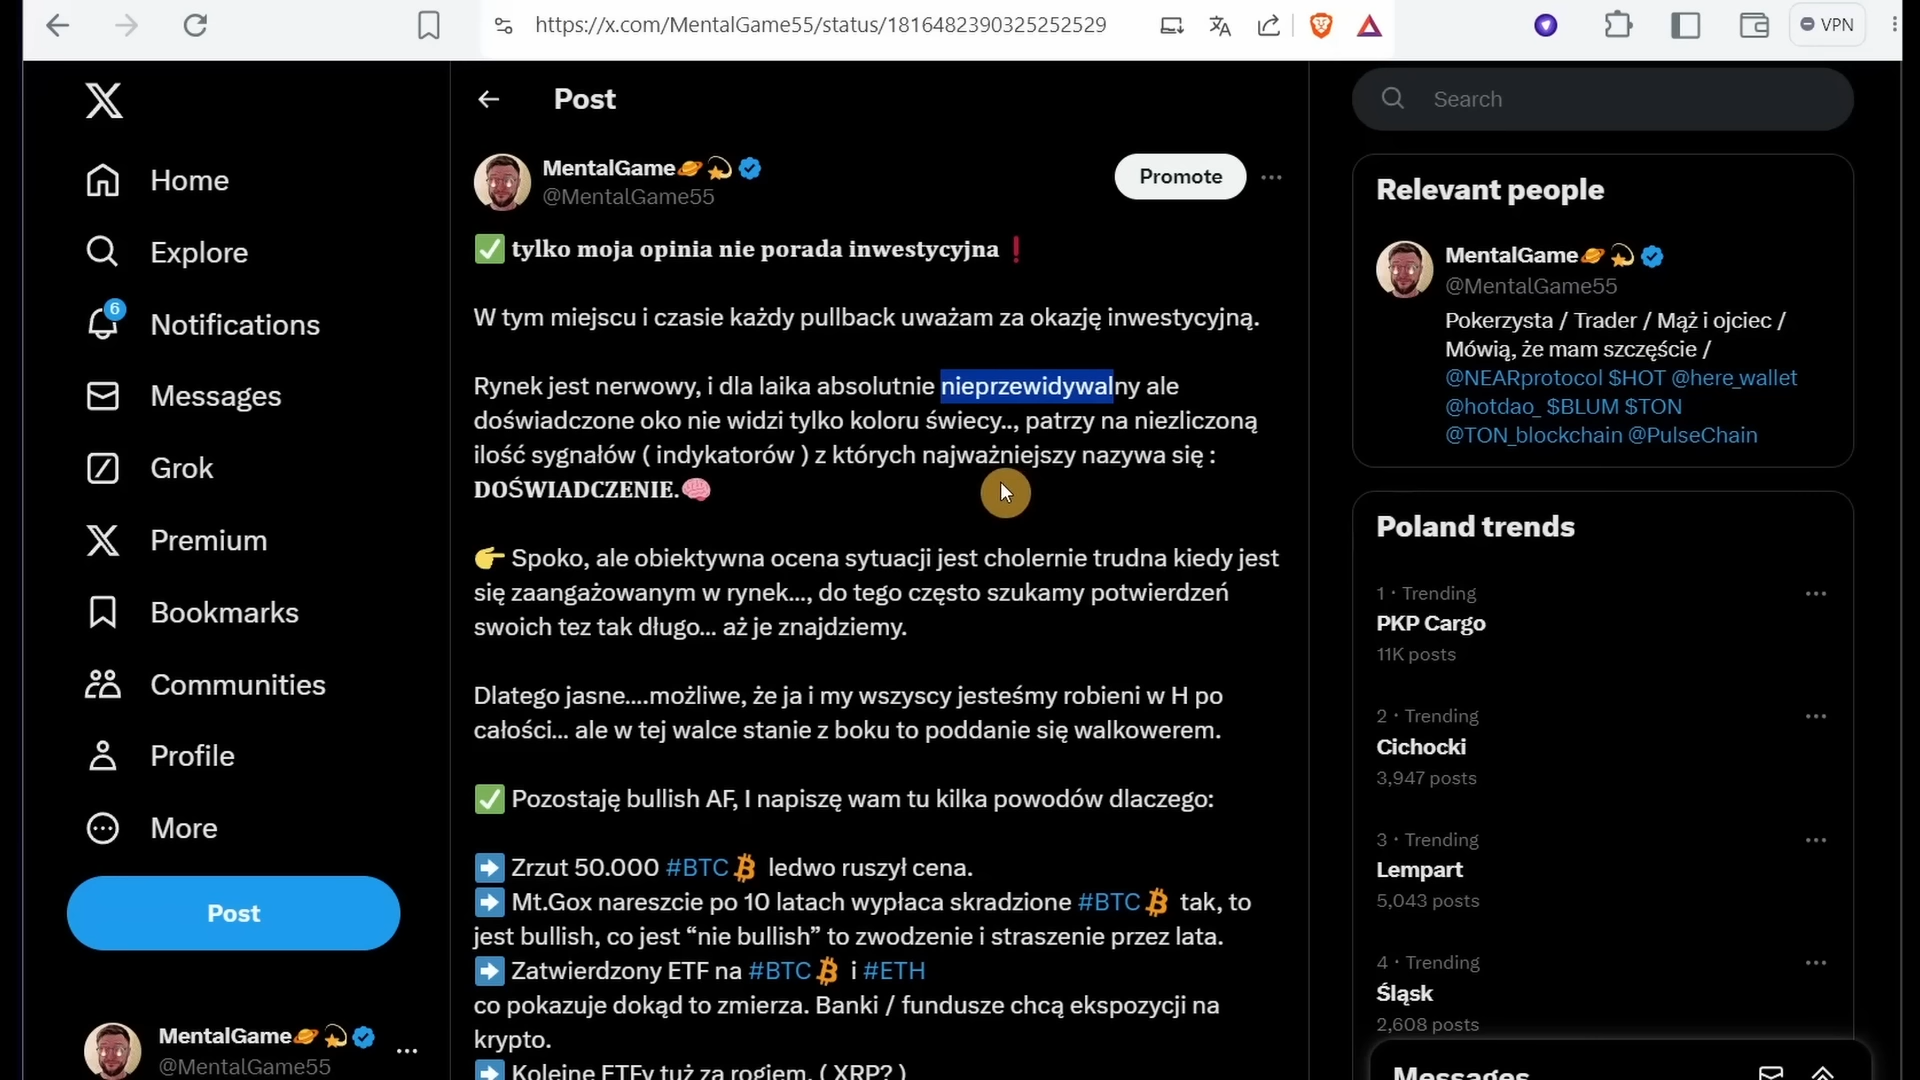 https://x.com/MentalGame55/status/1816482390325252529
VPN
Home
Explore
6
Notifications
Messages
Grok
Premium
Bookmarks
Communities
Profile
More
Post
MentalGame🪐💫
@MentalGame55
Post
MentalGame🪐💫
@MentalGame55
Promote
✅ tylko moja opinia nie porada inwestycyjna❗
W tym miejscu i czasie każdy pullback uważam za okazję inwestycyjną.
Rynek jest nerwowy, i dla laika absolutnie nieprzewidywalny ale
doświadczone oko nie widzi tylko koloru świecy.., patrzy na niezliczoną
ilość sygnałów ( indykatorów ) z których najważniejszy nazywa się :
DOŚWIADCZENIE.🧠
👉 Spoko, ale obiektywna ocena sytuacji jest cholernie trudna kiedy jest
się zaangażowanym w rynek..., do tego często szukamy potwierdzeń
swoich tez tak długo... aż je znajdziemy.
Dlatego jasne....możliwe, że ja i my wszyscy jesteśmy robieni w H po
całości... ale w tej walce stanie z boku to poddanie się walkowerem.
✅ Pozostaję bullish AF, I napiszę wam tu kilka powodów dlaczego:
➡️ Zrzut 50.000 #BTC ledwo ruszył cena.
➡️ Mt.Gox nareszcie po 10 latach wypłaca skradzione #BTC tak, to
jest bullish, co jest “nie bullish” to zwodzenie i straszenie przez lata.
➡️ Zatwierdzony ETF na #BTC i #ETH
co pokazuje dokąd to zmierza. Banki / fundusze chcą ekspozycji na
krypto.
➡️ Kolejne ETFy tuż za rogiem. ( XRP? )
Search
Relevant people
MentalGame🪐💫
@MentalGame55
Pokerzysta / Trader / Mąż i ojciec /
Mówią, że mam szczęście /
@NEARprotocol $HOT @here_wallet
@hotdao_ $BLUM $TON
@TON_blockchain @PulseChain
Poland trends
1 · Trending
PKP Cargo
11K posts
2 · Trending
Cichocki
3,947 posts
3 · Trending
Lempart
5,043 posts
4 · Trending
Śląsk
2,608 posts
Messages